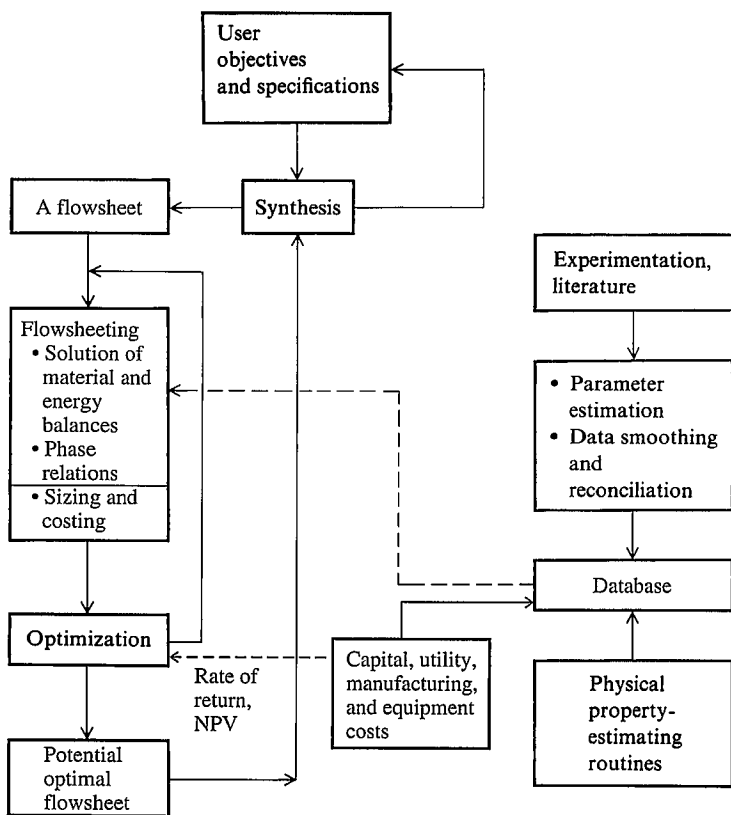 User
objectives
and specifications
A flowsheet
Synthesis
Experimentation,
literature
Flowsheeting
• Solution of
material and
energy
balances
• Phase
relations
• Sizing and
costing
• Parameter
estimation
• Data smoothing
and
reconciliation
Database
Optimization
Rate of
return,
NPV
Capital, utility,
manufacturing,
and equipment
costs
Physical
property-
estimating
routines
Potential
optimal
flowsheet